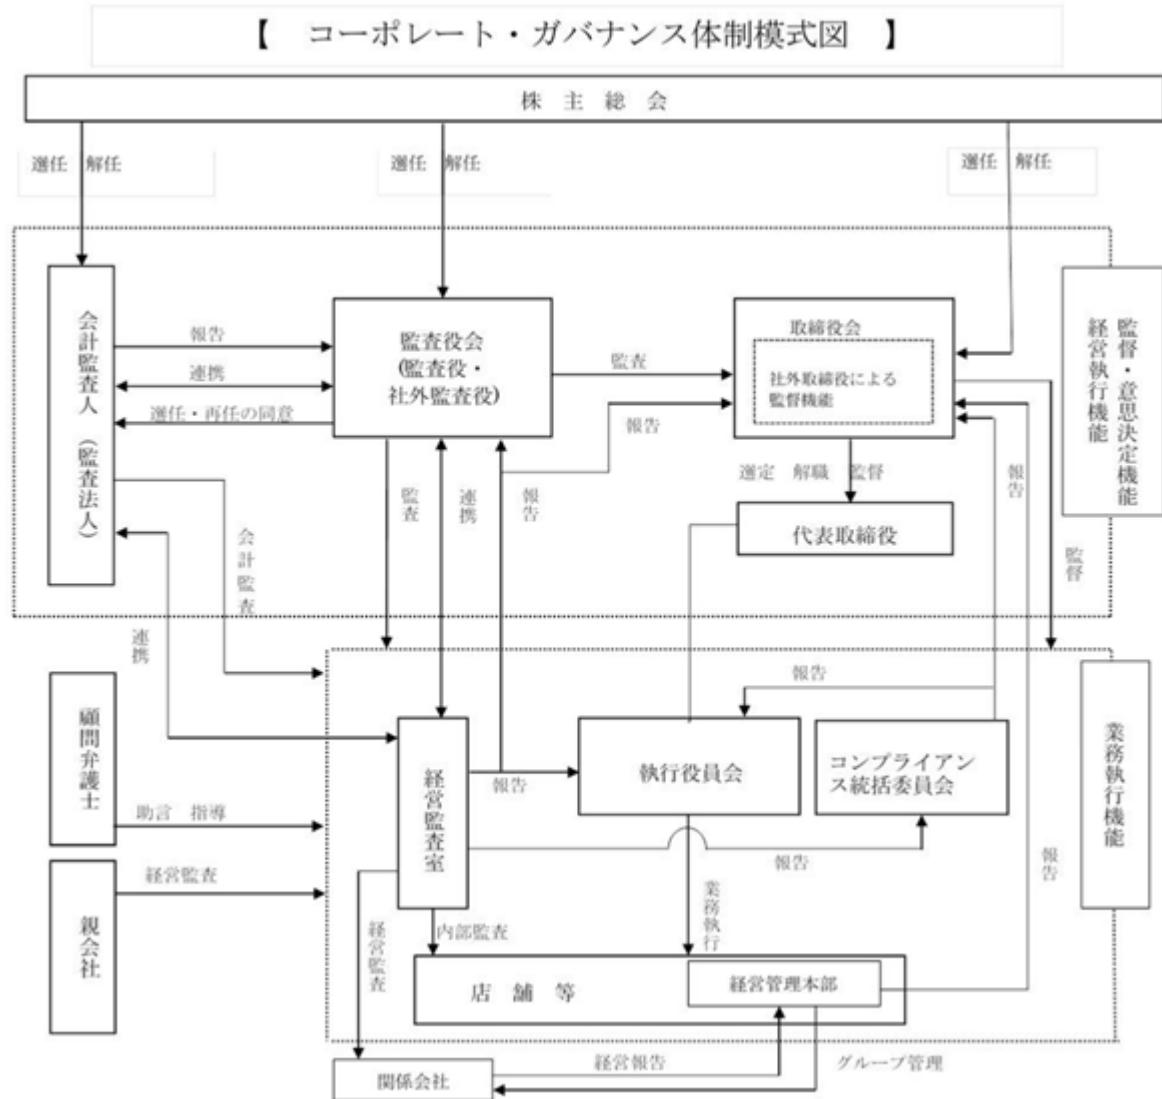 【 コーポレート・ガバナンス体制模式図 】
株 主 総 会
選任 解任
選任 解任
選任 解任
会計監査人(監査法人)
報告
連携
選任・再任の同意
監査役会
(監査役・
社外監査役)
監査
報告
取締役会
社外取締役による
監督機能
監督・意思決定機能
経営執行機能
選定 解職 監督
代表取締役
監査
連携
報告
報告
監督
会計監査
連携
顧問弁護士
助言 指導
親会社
経営監査
経営監査室
報告
報告
執行役員会
コンプライアン
ス統括委員会
業務執行機能
報告
報告
経営監査
内部監査
業務執行
店 舗 等
経営管理本部
関係会社
経営報告
グループ管理